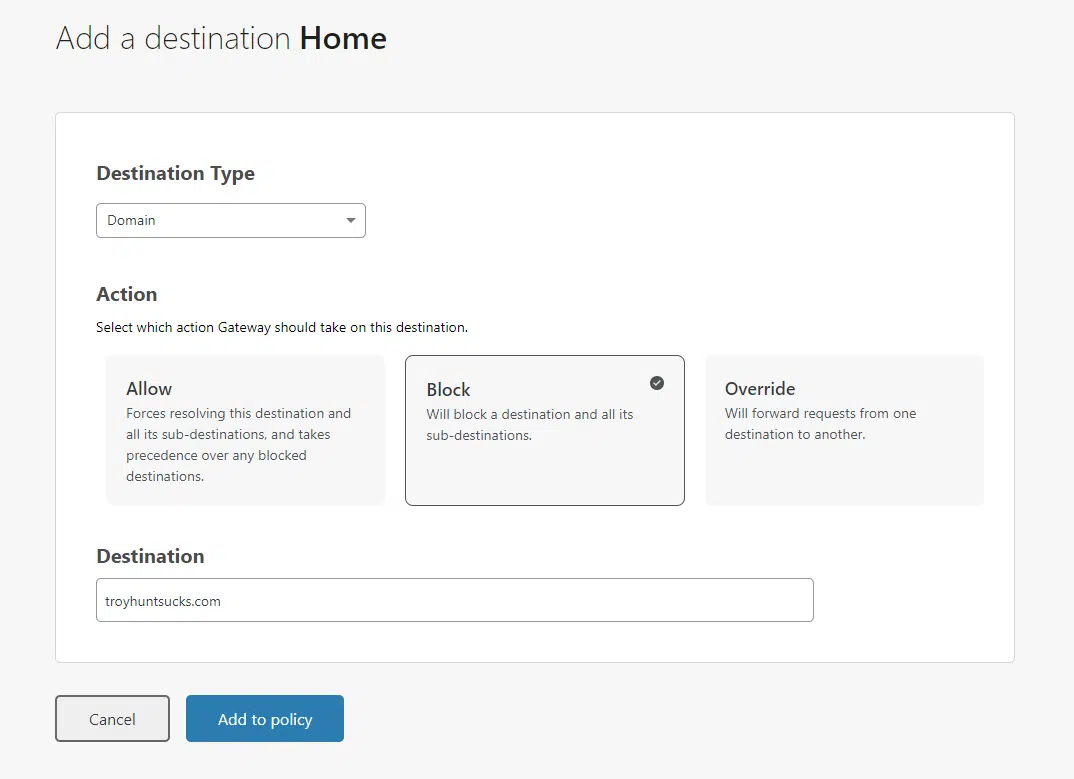 Add a destination Home
Destination Type
Domain
Action
Select which action Gateway should take on this destination.
Allow
Forces resolving this destination and
all its sub-destinations, and takes
precedence over any blocked
destinations.
Block
Will block a destination and all its
sub-destinations.
Override
Will forward requests from one
destination to another.
Destination
troyhuntsucks.com
Cancel
Add to policy